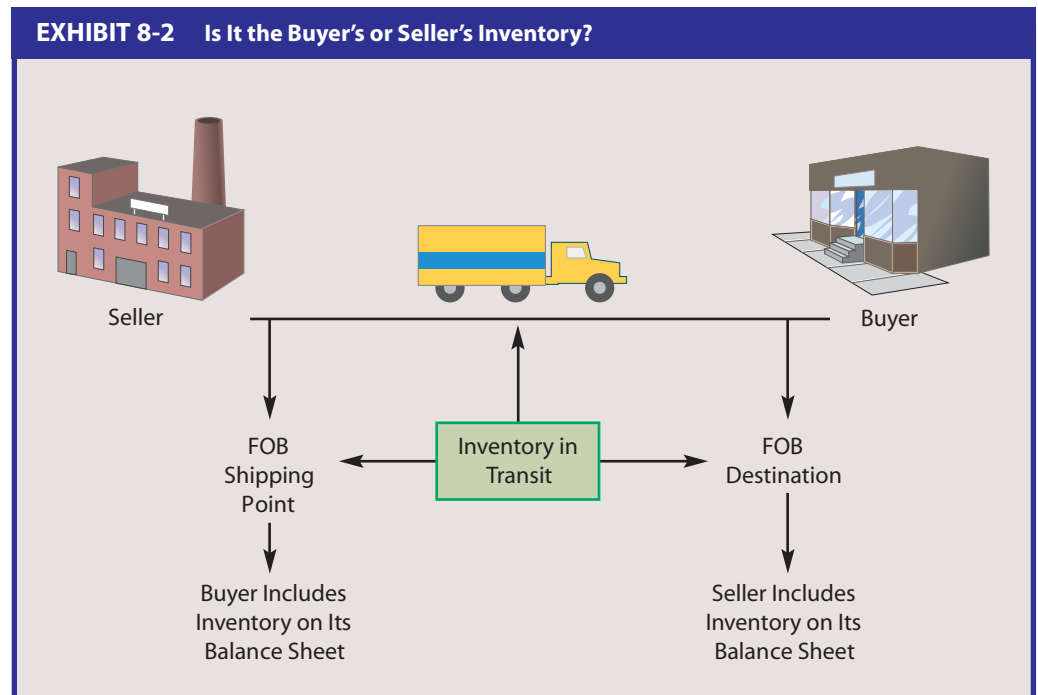 EXHIBIT 8-2 Is It the Buyer’s or Seller’s Inventory?
Seller
Buyer
FOB
Shipping
Point
Inventory in
Transit
FOB
Destination
Buyer Includes
Inventory on Its
Balance Sheet
Seller Includes
Inventory on Its
Balance Sheet